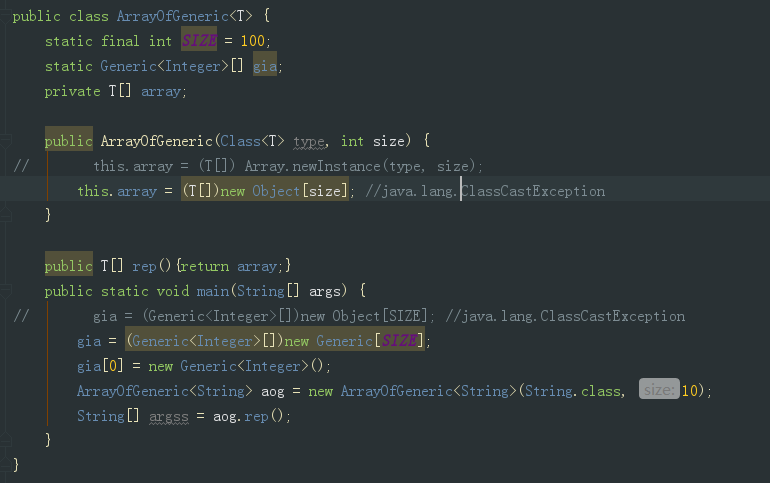 public class ArrayOfGeneric<T> {
    static final int SIZE = 100;
    static Generic<Integer>[] gia;
    private T[] array;

    public ArrayOfGeneric(Class<T> type, int size) {
//        this.array = (T[]) Array.newInstance(type, size);
        this.array = (T[])new Object[size]; //java.lang.ClassCastException
    }

    public T[] rep(){return array;}
    public static void main(String[] args) {
//        gia = (Generic<Integer>[])new Object[SIZE]; //java.lang.ClassCastException
        gia = (Generic<Integer>[])new Generic[SIZE];
        gia[0] = new Generic<Integer>();
        ArrayOfGeneric<String> aog = new ArrayOfGeneric<String>(String.class, size: 10);
        String[] argss = aog.rep();
    }
}